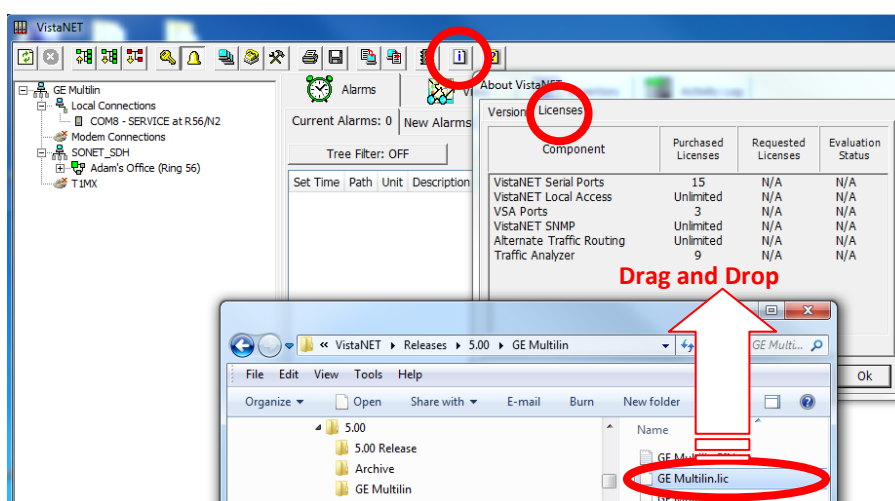 VistaNET
GE Multilin
Local Connections
COM8 - SERVICE at R56/N2
Modem Connections
SONET_SDH
Adam's Office (Ring 56)
T1MX
Alarms
Current Alarms: 0 New Alarms
Tree Filter: OFF
Set Time Path Unit Description
About VistaNET
Version Licenses
Component Purchased Licenses Requested Licenses Evaluation Status
VistaNET Serial Ports 15 N/A N/A
VistaNET Local Access Unlimited N/A N/A
VSA Ports 3 N/A N/A
VistaNET SNMP Unlimited N/A N/A
Alternate Traffic Routing Unlimited N/A N/A
Traffic Analyzer 9 N/A N/A
Drag and Drop
Ok
« VistaNET ▸ Releases ▸ 5.00 ▸ GE Multilin
GE Multi...
File Edit View Tools Help
Organize Open Share with E-mail Burn New folder
5.00
5.00 Release
Archive
GE Multilin
Name
GE Multilin.lic